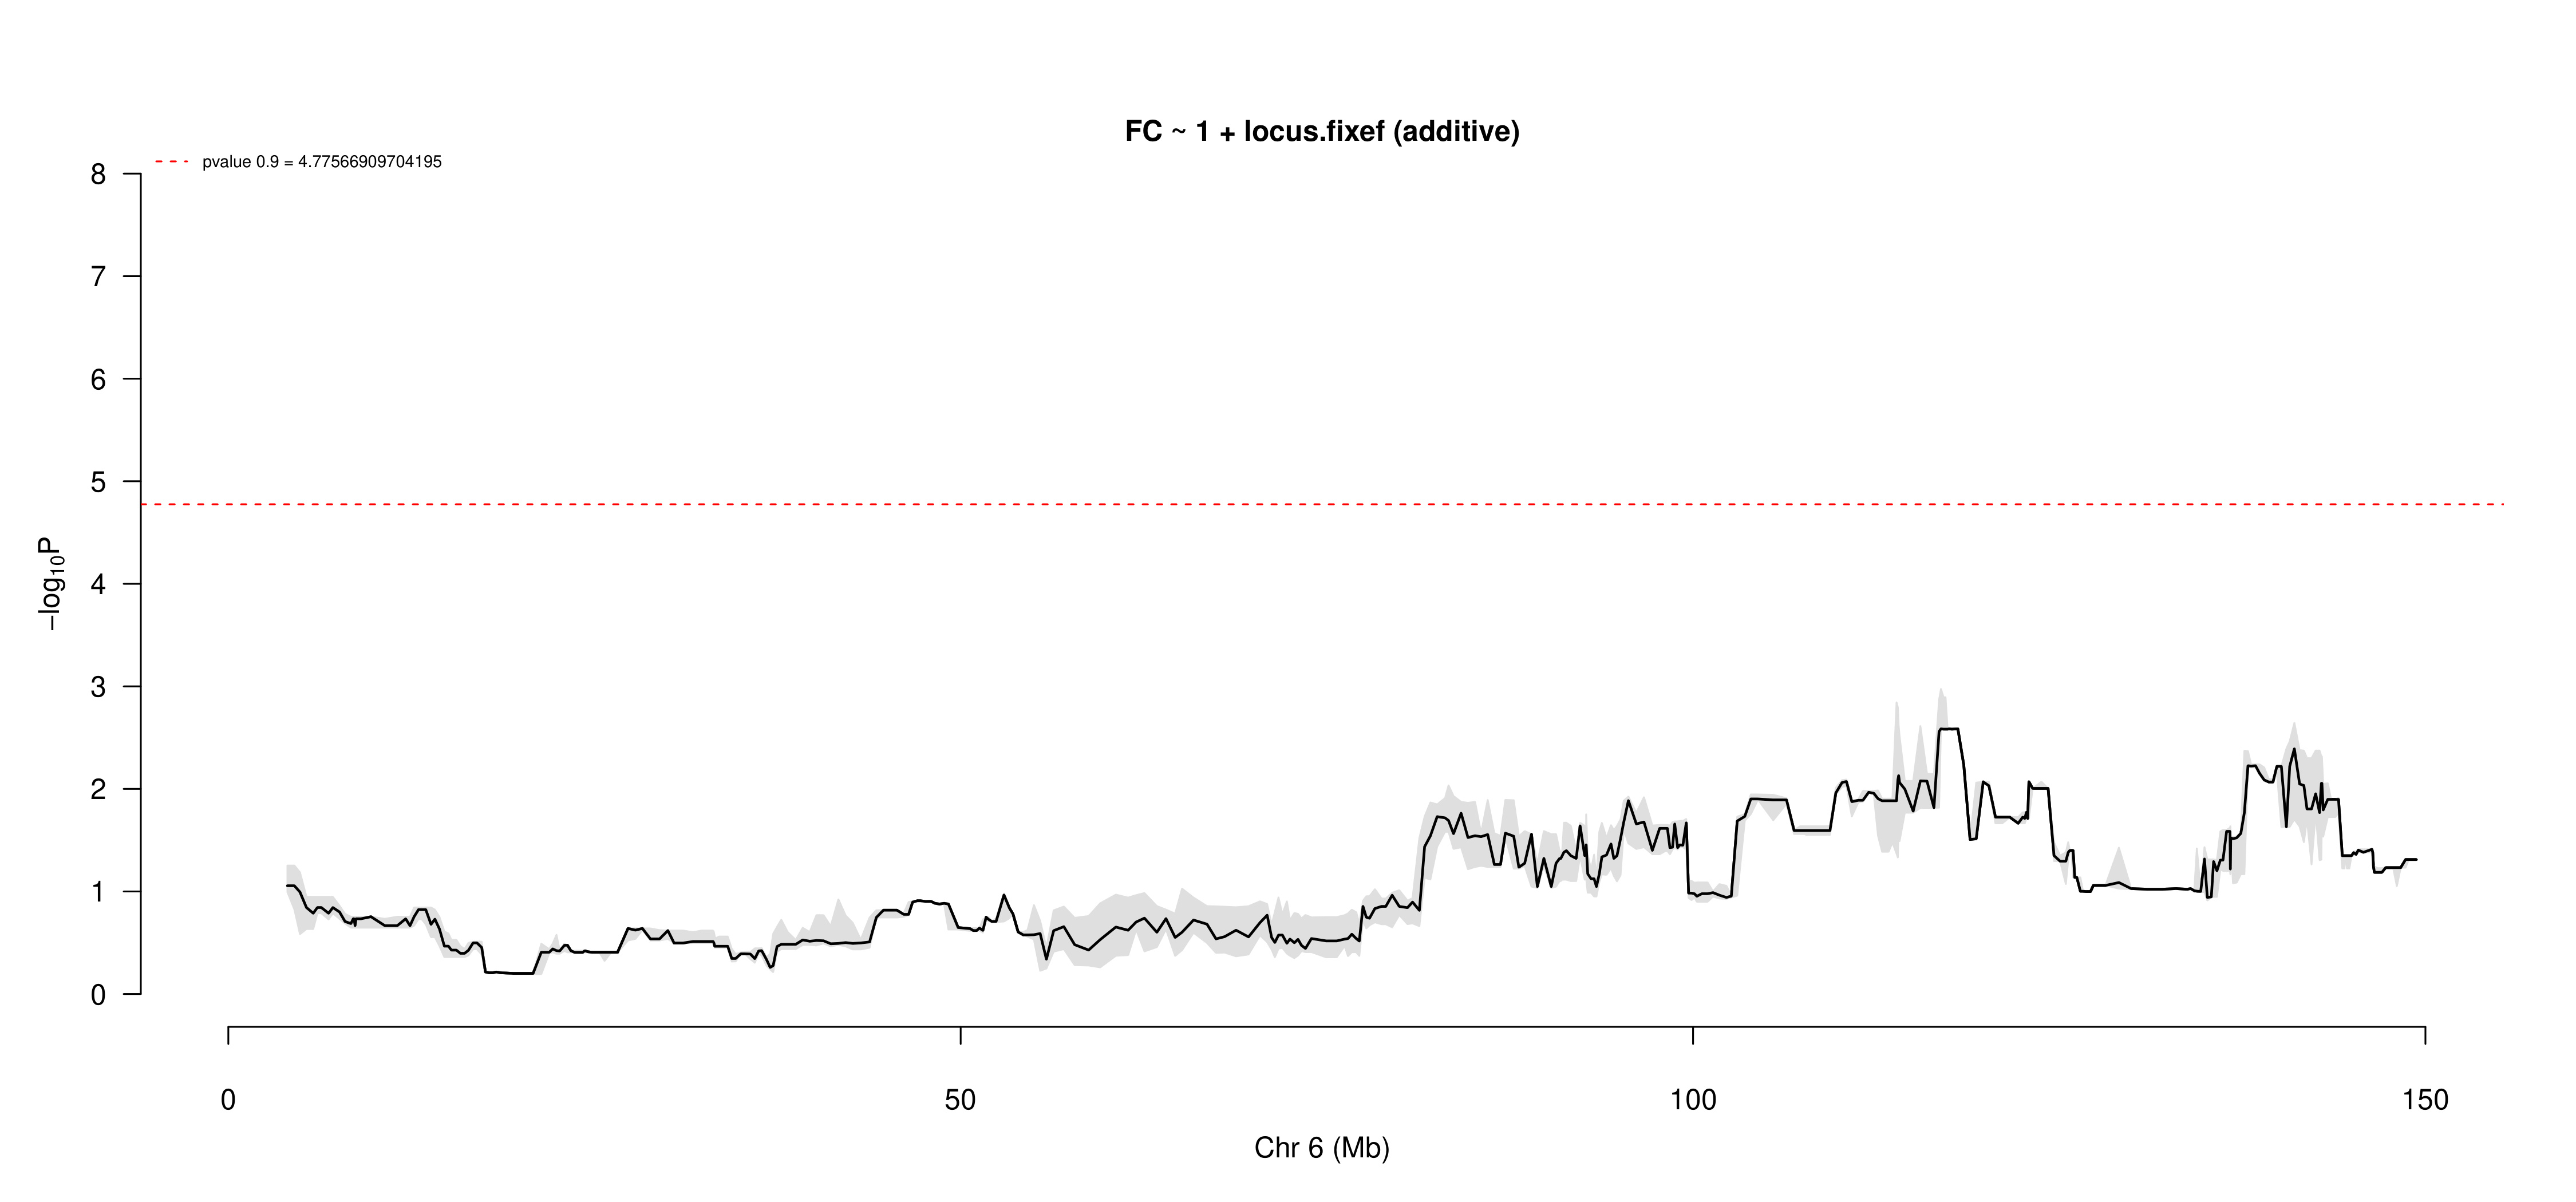 FC ~ 1 + locus.fixef (additive)
pvalue 0.9 = 4.77566909704195
8
7
6
5
4
3
2
1
0
−log10P
0 50 100 150
Chr 6 (Mb)